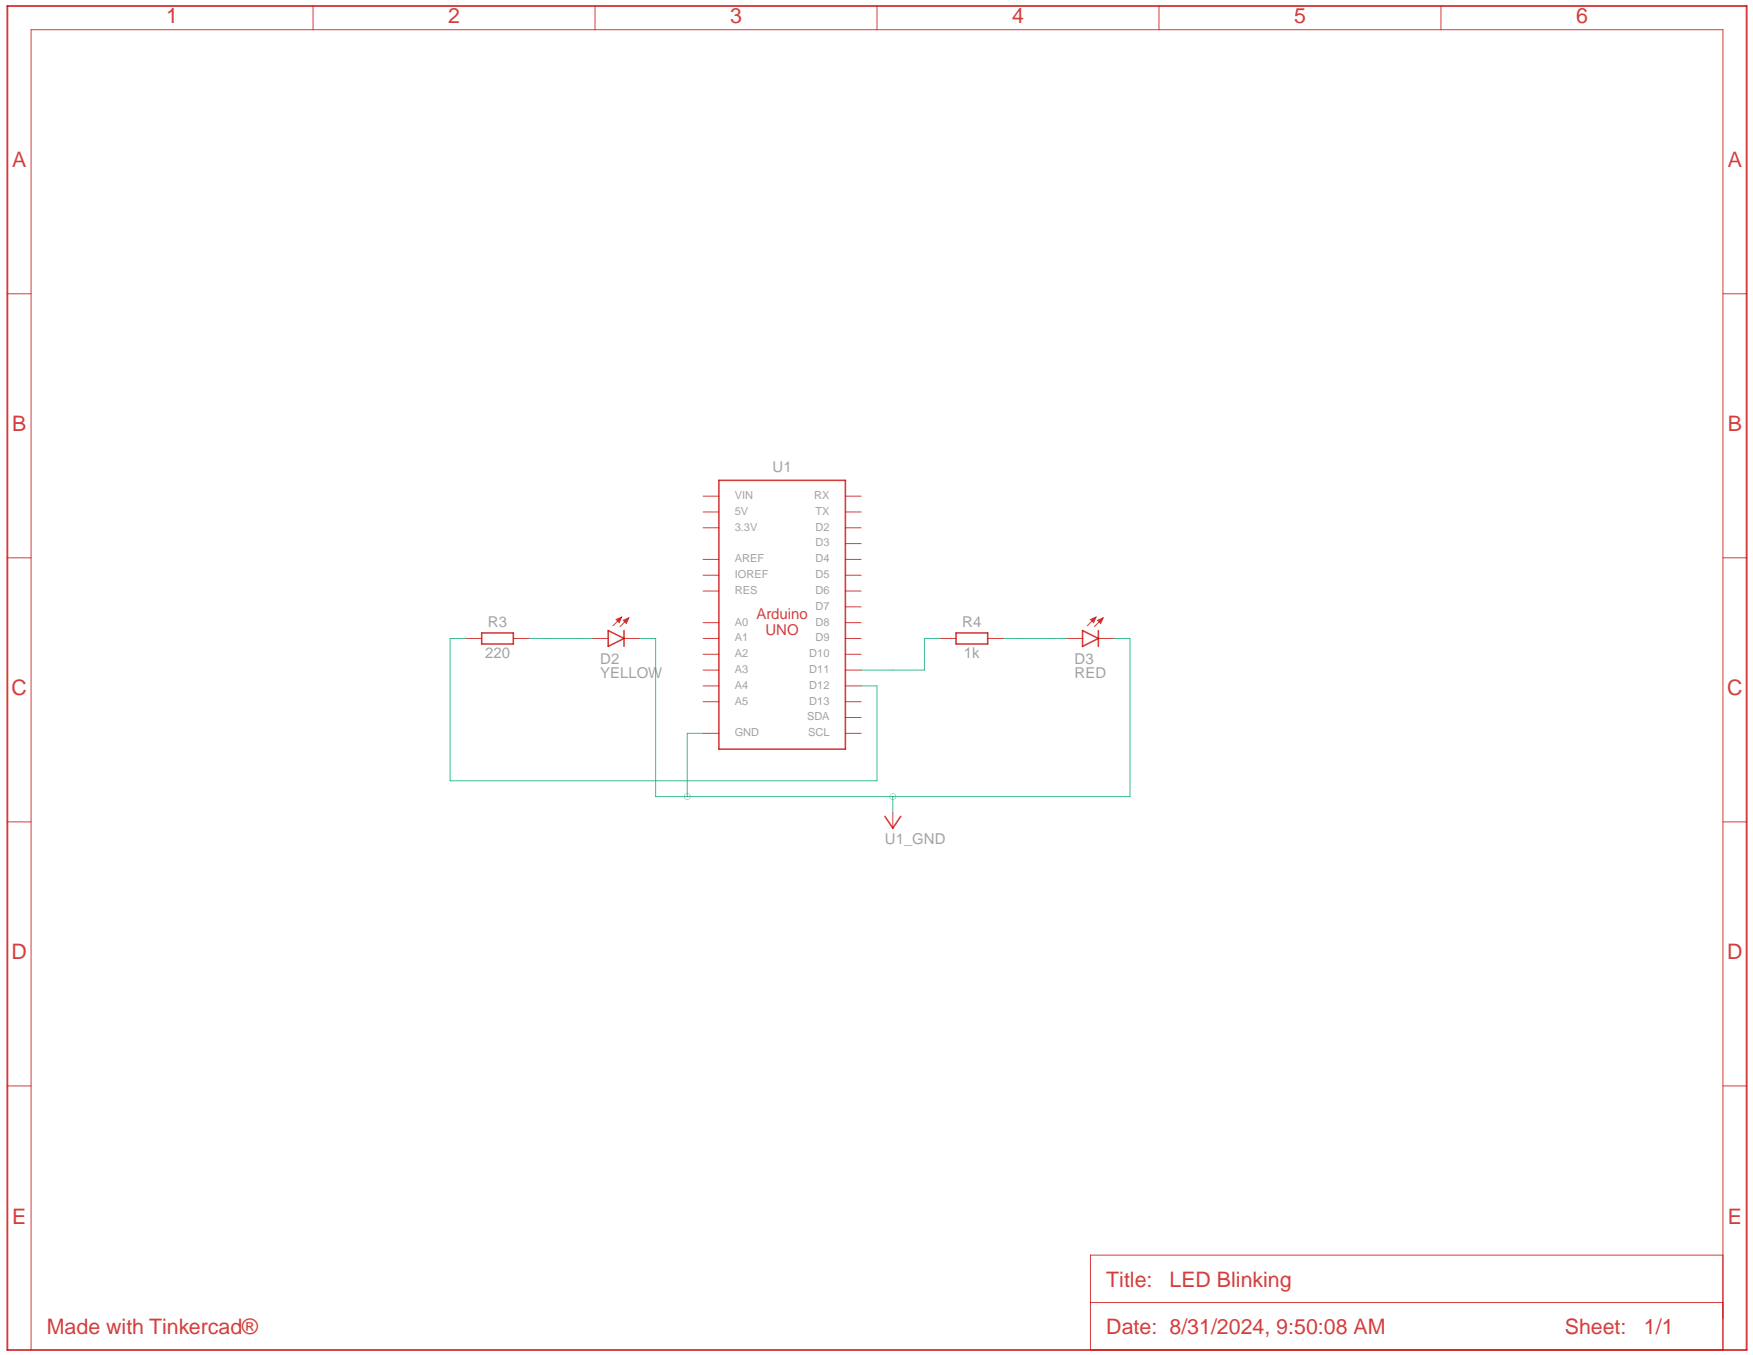 1 2 3 4 5 6
A A
B B
U1
VIN RX
5V TX
3.3V D2
D3
AREF D4
IOREF D5
RES D6
D7
Arduino
UNO
A0 D8
A1 D9
A2 D10
A3 D11
A4 D12
A5 D13
SDA
GND SCL
R3
220
D2
YELLOW
R4
1k
D3
RED
C C
U1_GND
D D
E E
Title: LED Blinking
Made with Tinkercad®
Date: 8/31/2024, 9:50:08 AM Sheet: 1/1